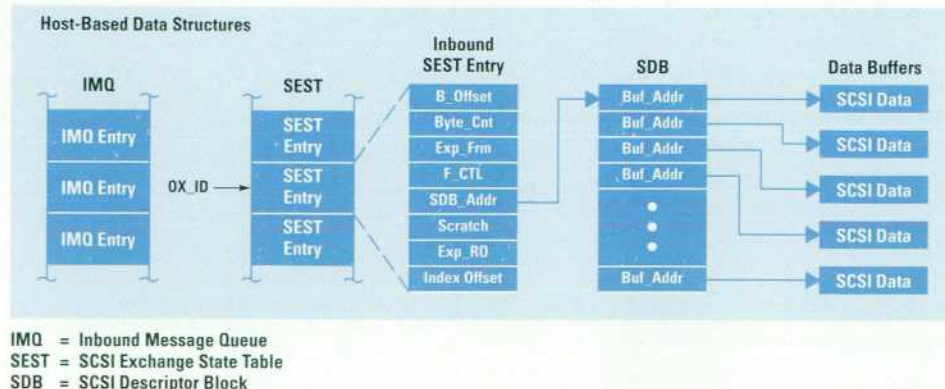 Host-Based Data Structures
IMQ
IMQ Entry
IMQ Entry
IMQ Entry
OX_ID
SEST
SEST
Entry
SEST
Entry
SEST
Entry
Inbound
SEST Entry
B_Offset
Byte_Cnt
Exp_Frm
F_CTL
SDB_Addr
Scratch
Exp_RO
Index Offset
SDB
Buf_Addr
Buf_Addr
Buf_Addr
Buf_Addr
Buf_Addr
Data Buffers
SCSI Data
SCSI Data
SCSI Data
SCSI Data
SCSI Data
IMQ = Inbound Message Queue
SEST = SCSI Exchange State Table
SDB = SCSI Descriptor Block